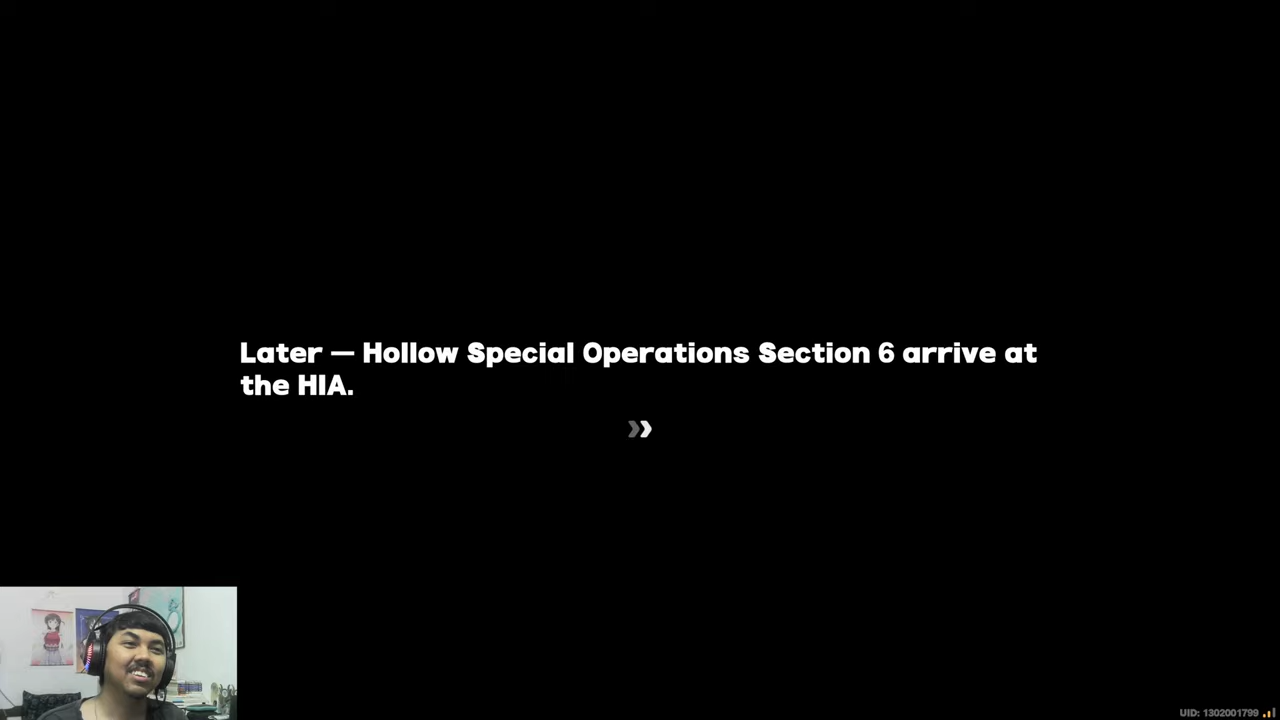 Later — Hollow Special Operations Section 6 arrive at
the HIA.
UID: 1302001799